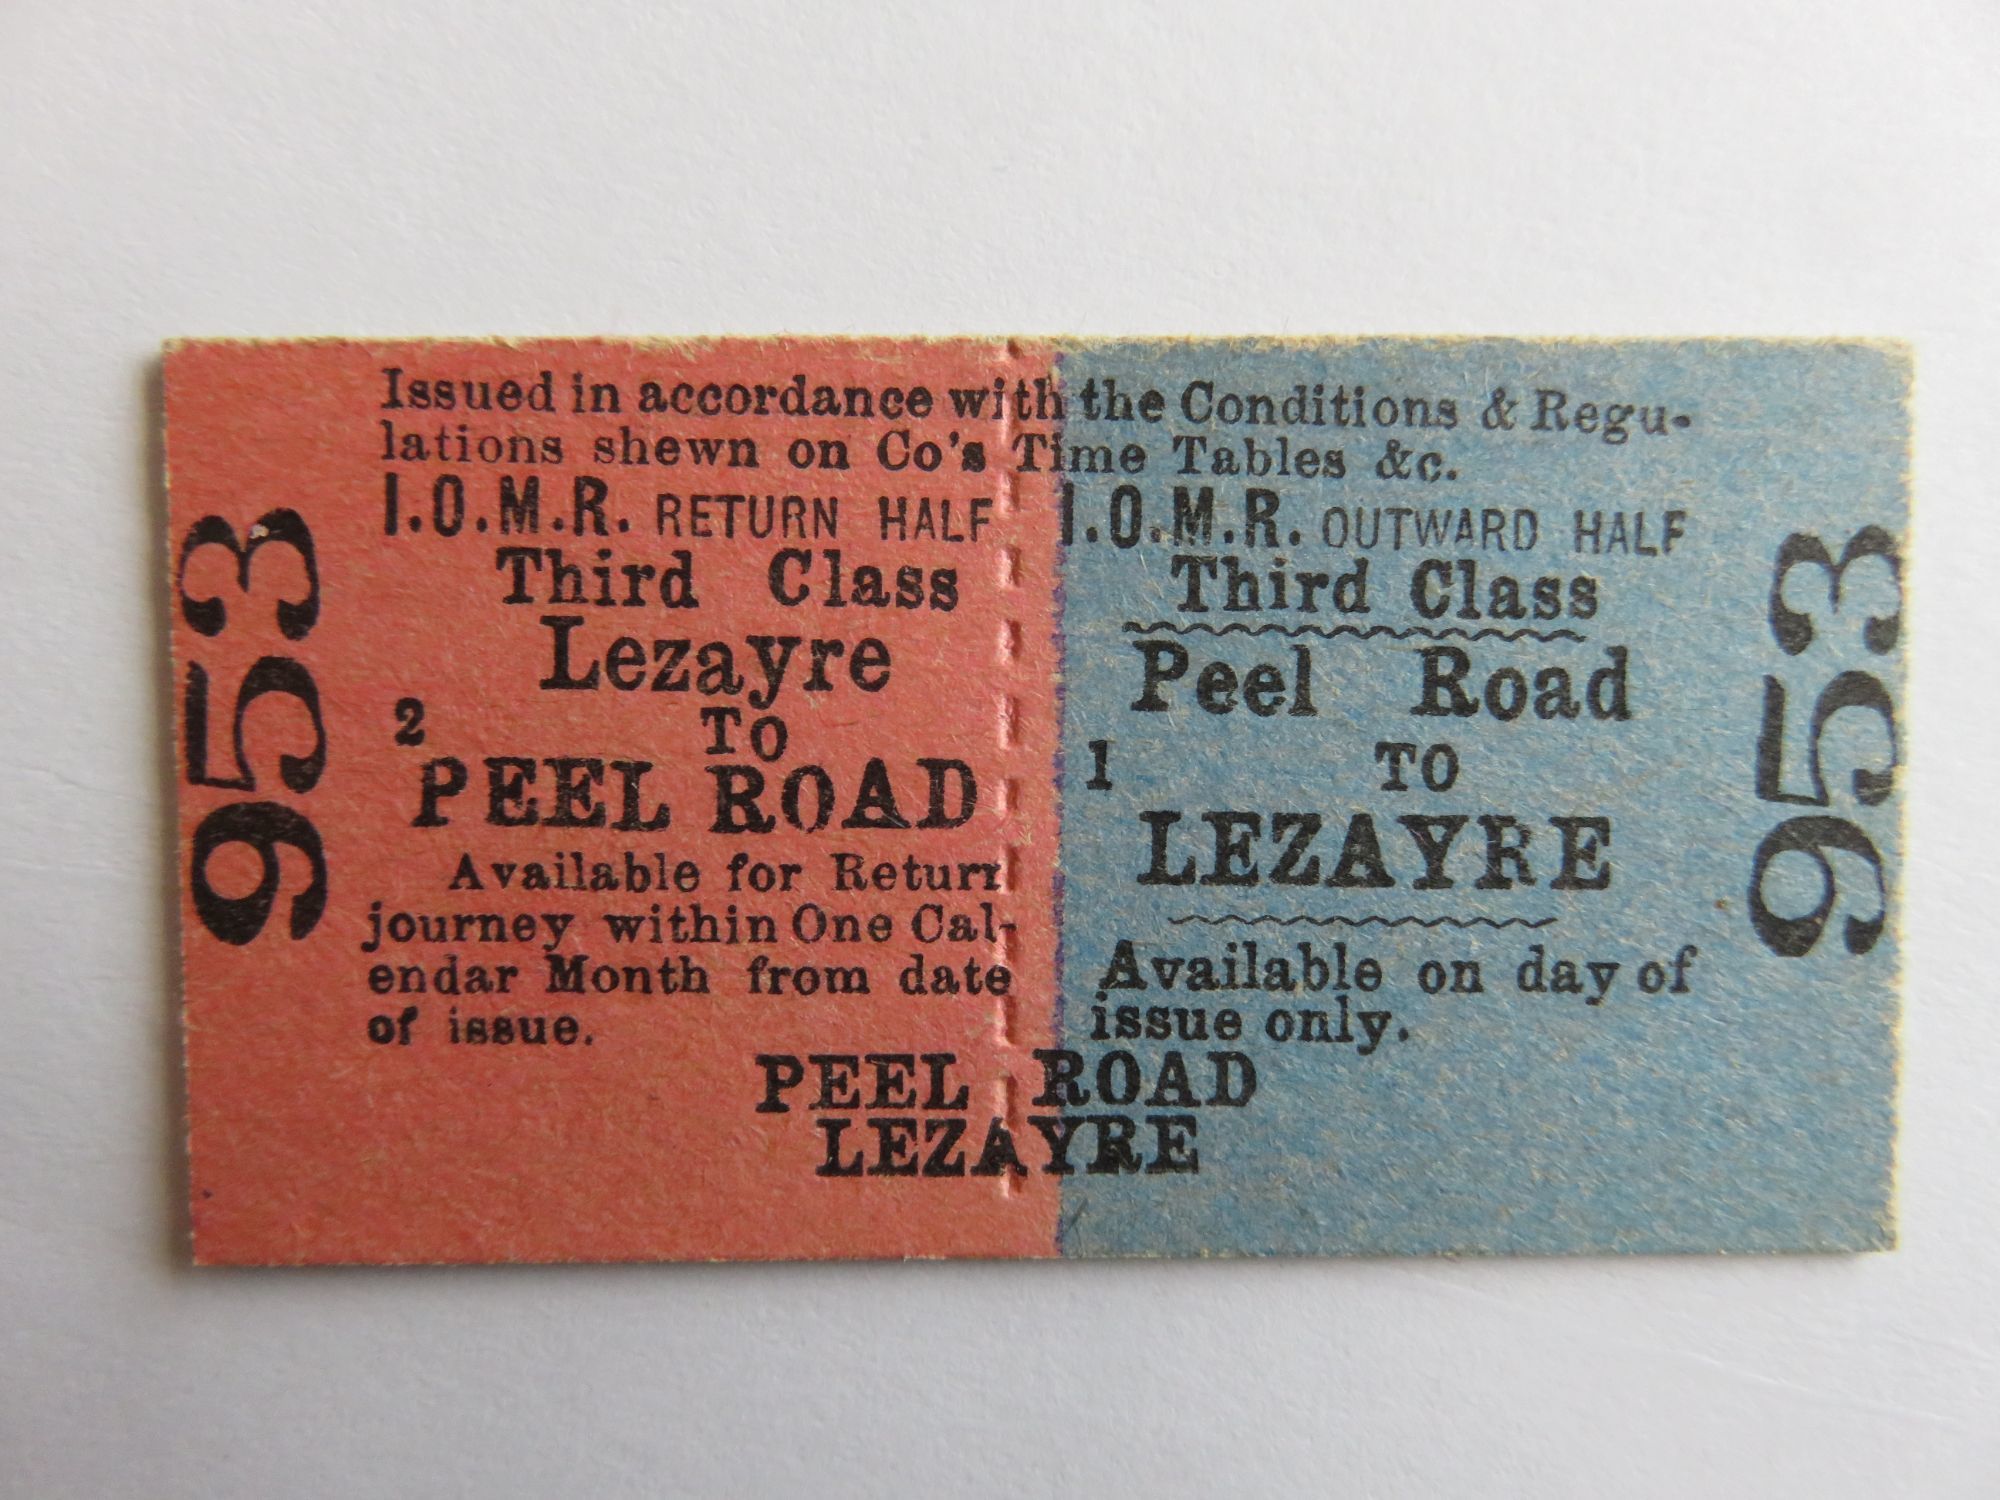 Issued in accordance with the Conditions & Regu-
lations shewn on Co's Time Tables &c.
I.O.M.R. RETURN HALF
Third Class
Lezayre
2 TO
PEEL ROAD
Available for Return
journey within One Cal-
endar Month from date
of issue.
953
I.O.M.R. OUTWARD HALF
Third Class
Peel Road
1 TO
LEZAYRE
Available on day of
issue only.
953
PEEL ROAD
LEZAYRE